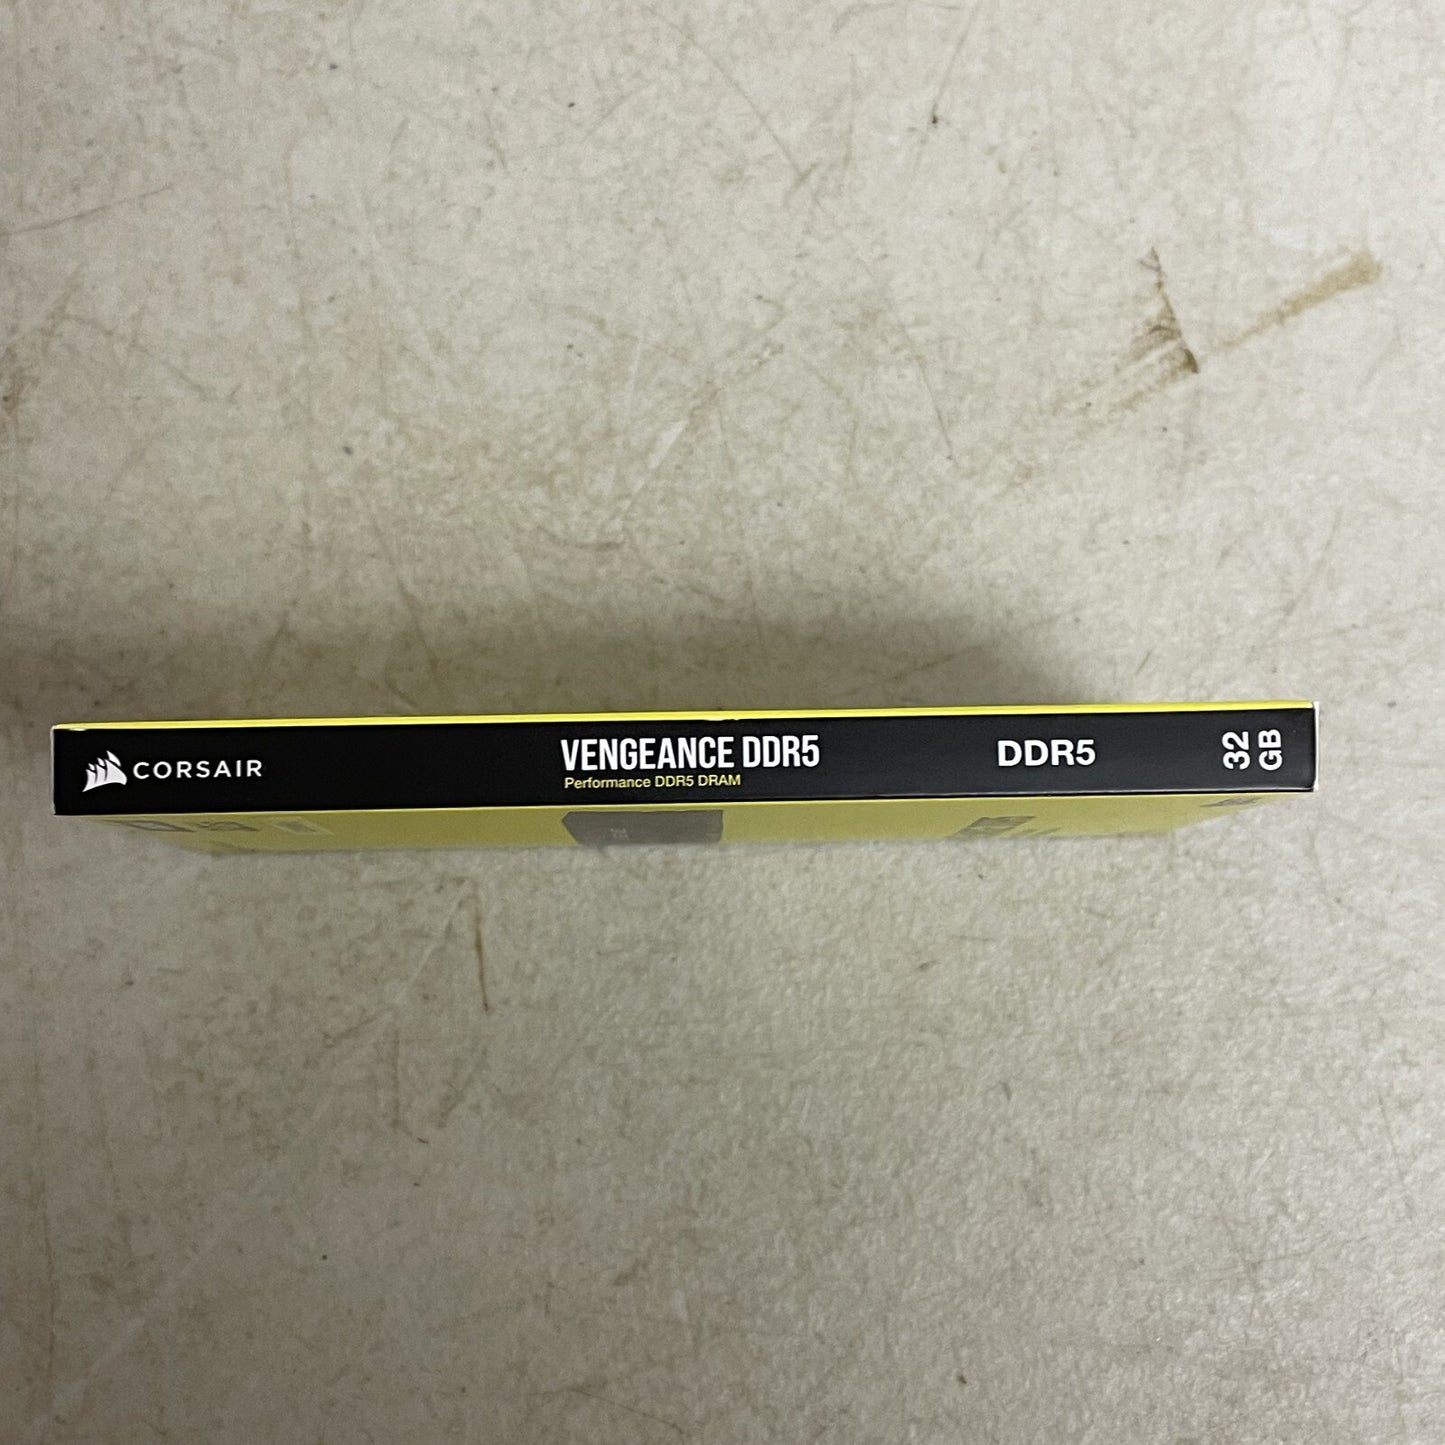 CORSAIR
VENGEANCE DDR5
Performance DDR5 DRAM
DDR5
32
GB